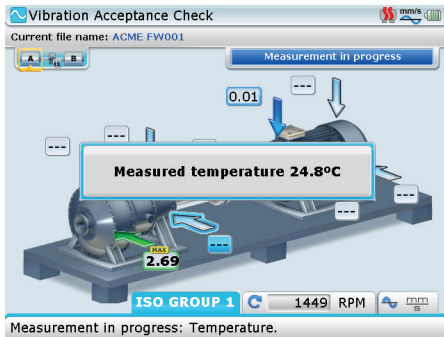 Vibration Acceptance Check
mm/s
Current file name: ACME FW001
A B
Measurement in progress
0.01
---
---
---
Measured temperature 24.8ºC
---
---
---
MAX
2.69
ISO GROUP 1
1449 RPM
mm
s
Measurement in progress: Temperature.